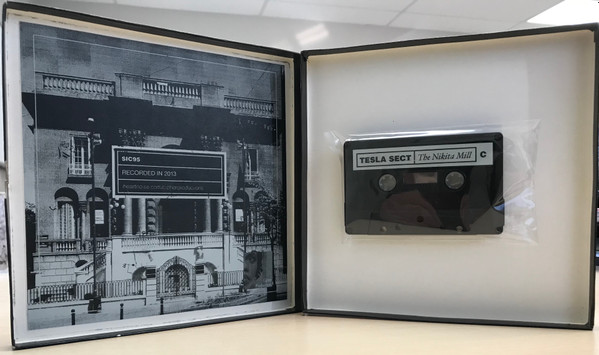 SIC95
RECORDED IN 2013
TESLA SECT The Nikita Mill C